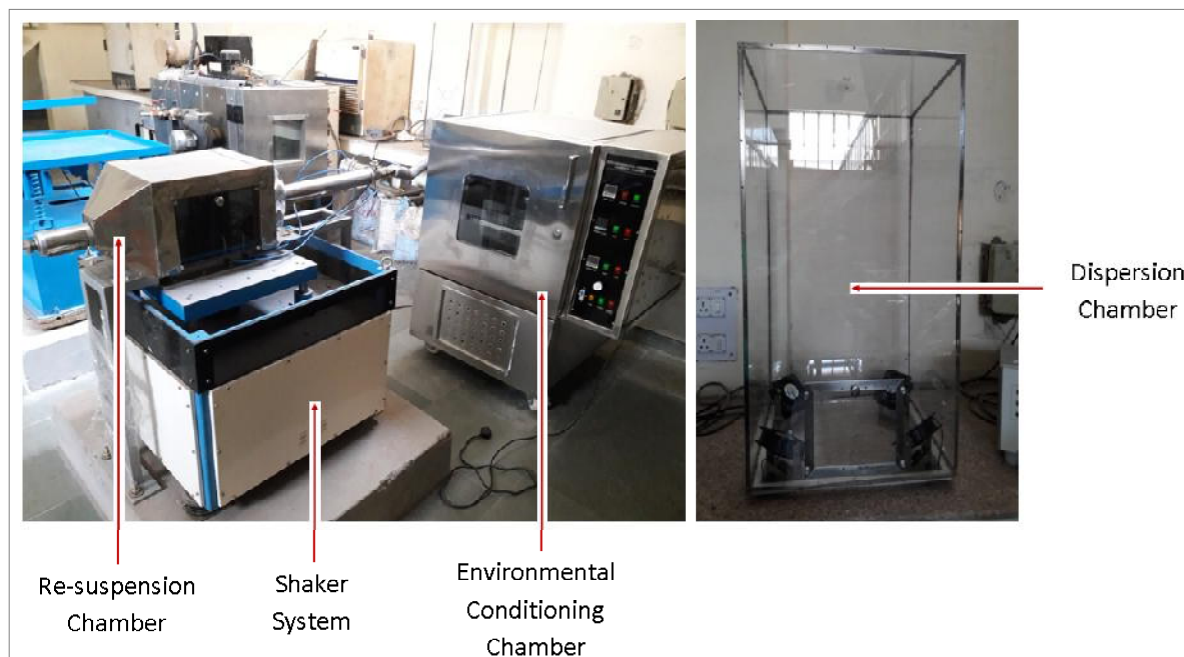 Re-suspension
Chamber
Shaker
System
Environmental
Conditioning
Chamber
Dispersion
Chamber